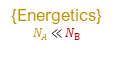 {Energetics}
N_A ≪ N_B